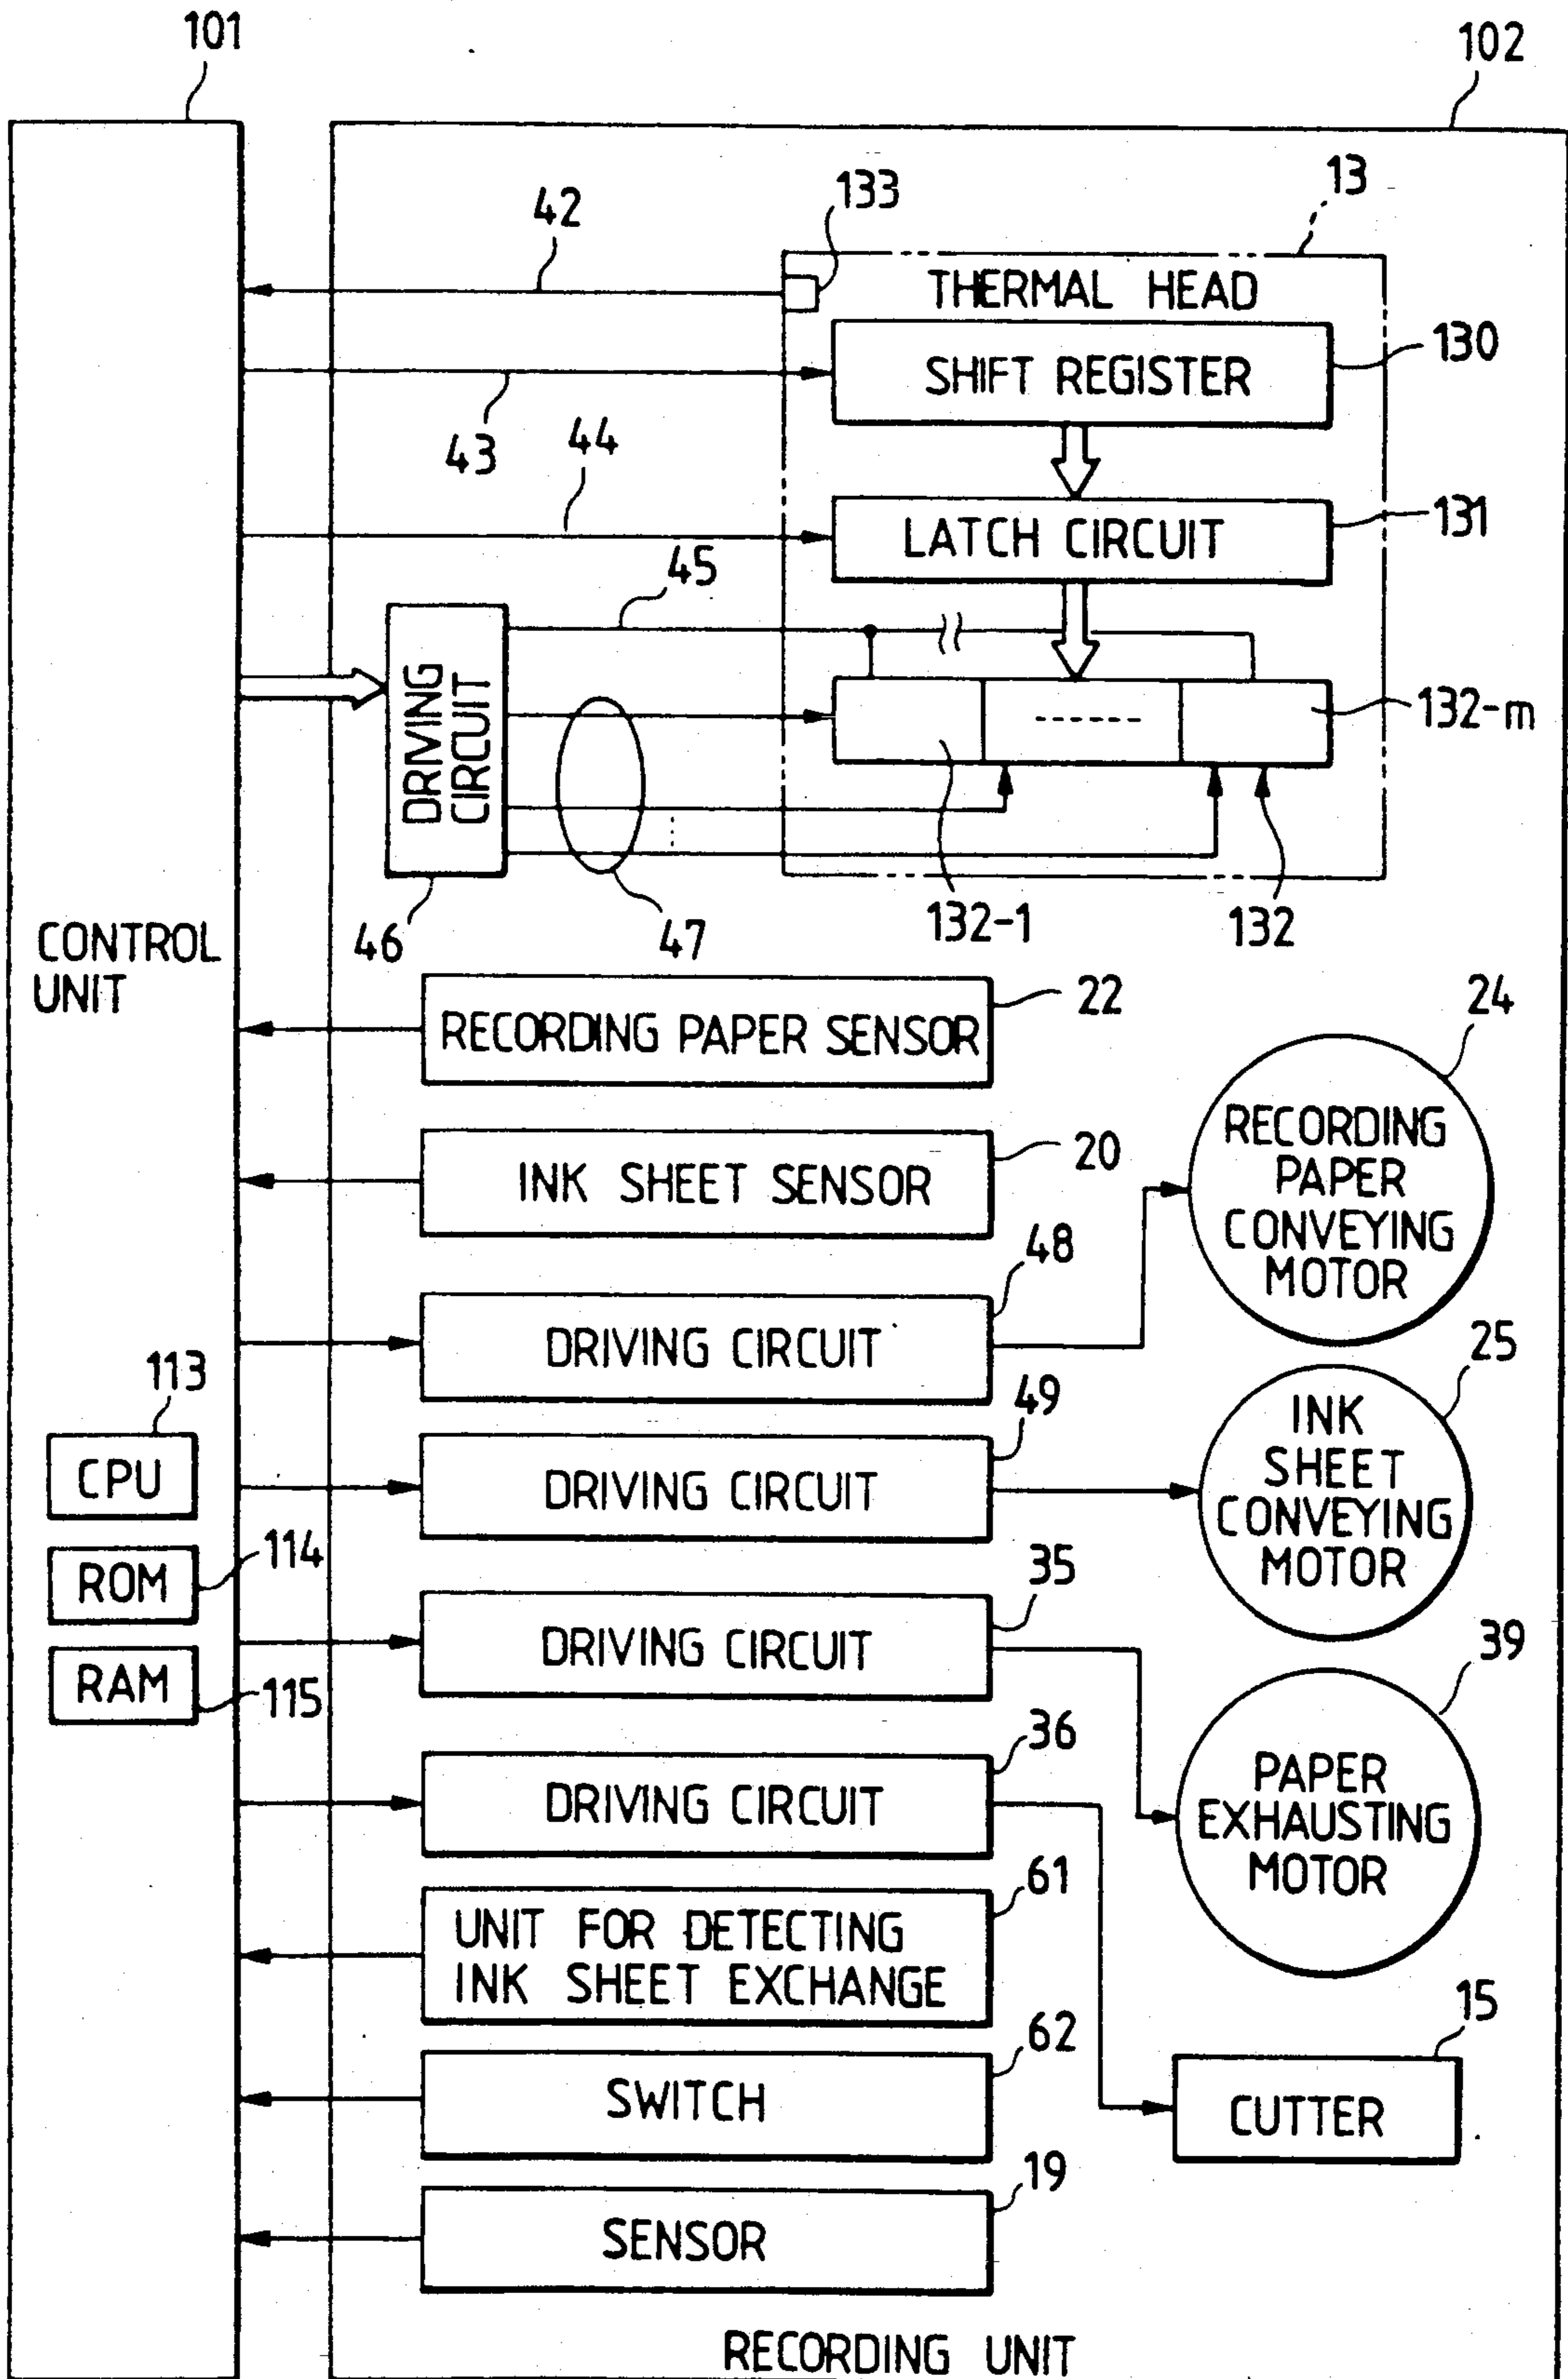 101
102
13
133
42
THERMAL HEAD
130
SHIFT REGISTER
43
44
131
LATCH CIRCUIT
45
DRIVING
CIRCUIT
132-m
46
47
132-1
132
CONTROL
UNIT
22
RECORDING PAPER SENSOR
24
RECORDING
PAPER
CONVEYING
MOTOR
20
INK SHEET SENSOR
48
DRIVING CIRCUIT
25
INK
SHEET
CONVEYING
MOTOR
113
CPU
49
DRIVING CIRCUIT
114
ROM
35
DRIVING CIRCUIT
39
PAPER
EXHAUSTING
MOTOR
RAM
115
36
DRIVING CIRCUIT
61
UNIT FOR DETECTING
INK SHEET EXCHANGE
15
CUTTER
62
SWITCH
19
SENSOR
RECORDING UNIT